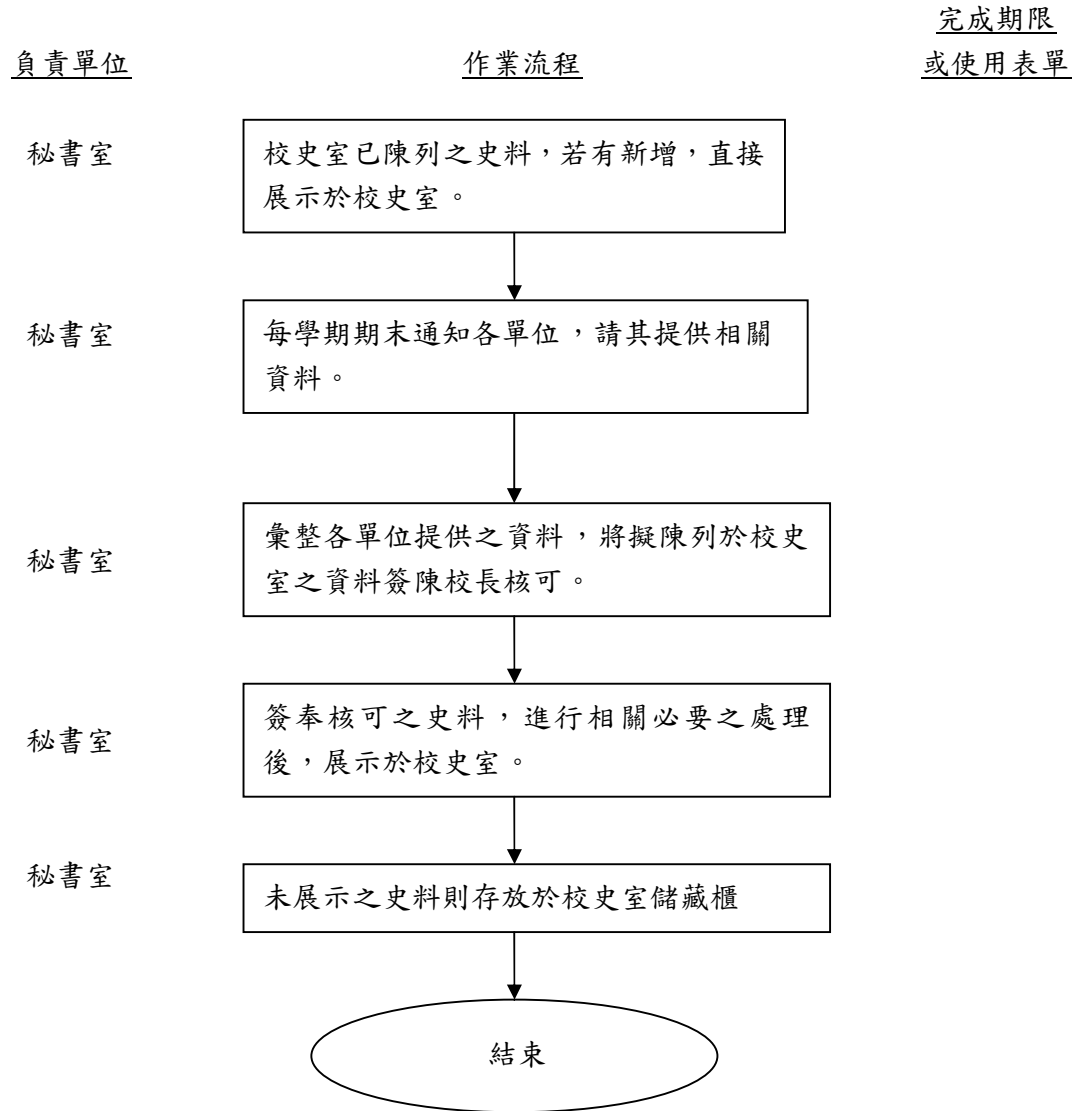 完成期限
負責單位 作業流程 或使用表單
秘書室 校史室已陳列之史料，若有新增，直接
展示於校史室。
秘書室 每學期期末通知各單位，請其提供相關
資料。
秘書室 彙整各單位提供之資料，將擬陳列於校史
室之資料簽陳校長核可。
秘書室 簽奉核可之史料，進行相關必要之處理
後，展示於校史室。
秘書室 未展示之史料則存放於校史室儲藏櫃
結束